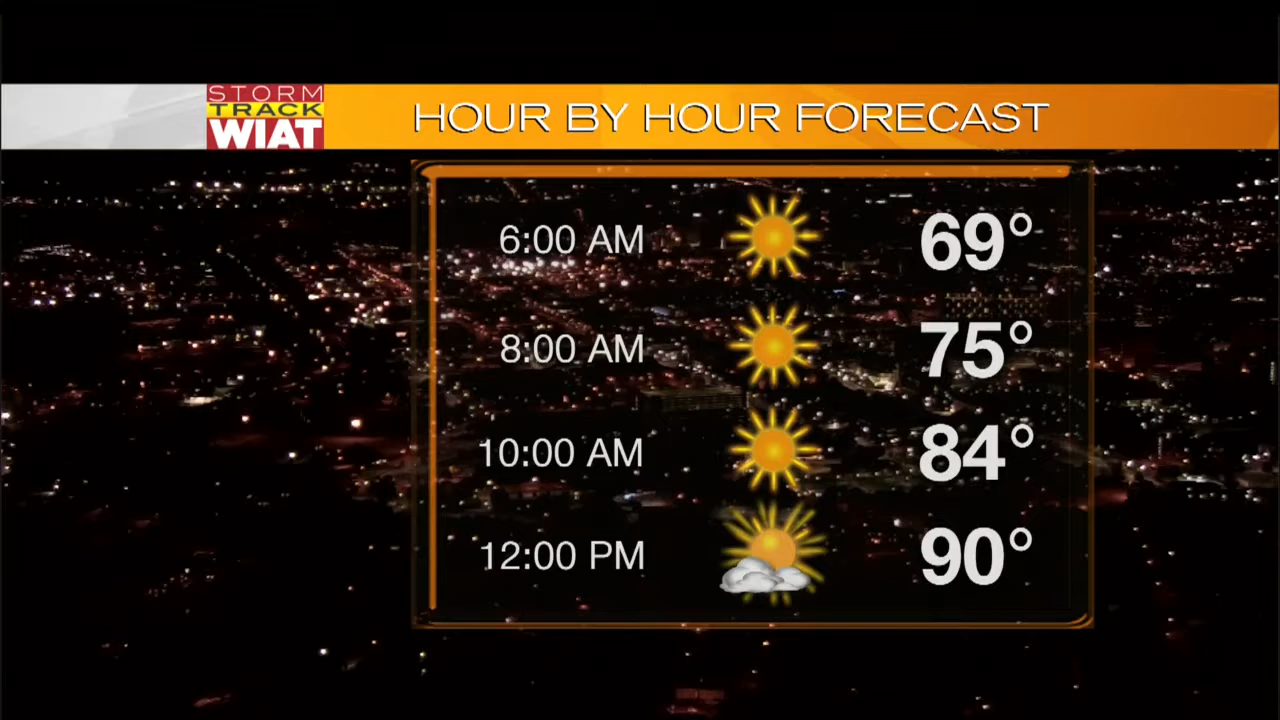 STORM
TRACK
WIAT
HOUR BY HOUR FORECAST
6:00 AM 69°
8:00 AM 75°
10:00 AM 84°
12:00 PM 90°